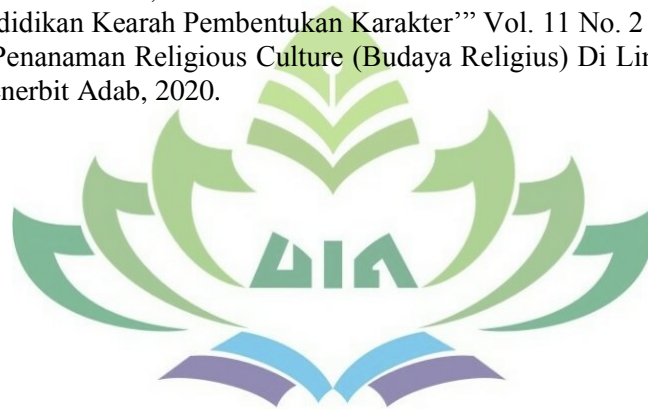 didikan Kearah Pembentukan Karakter’” Vol. 11 No. 2
Penanaman Religious Culture (Budaya Religius) Di Lin
nerbit Adab, 2020.
UIN